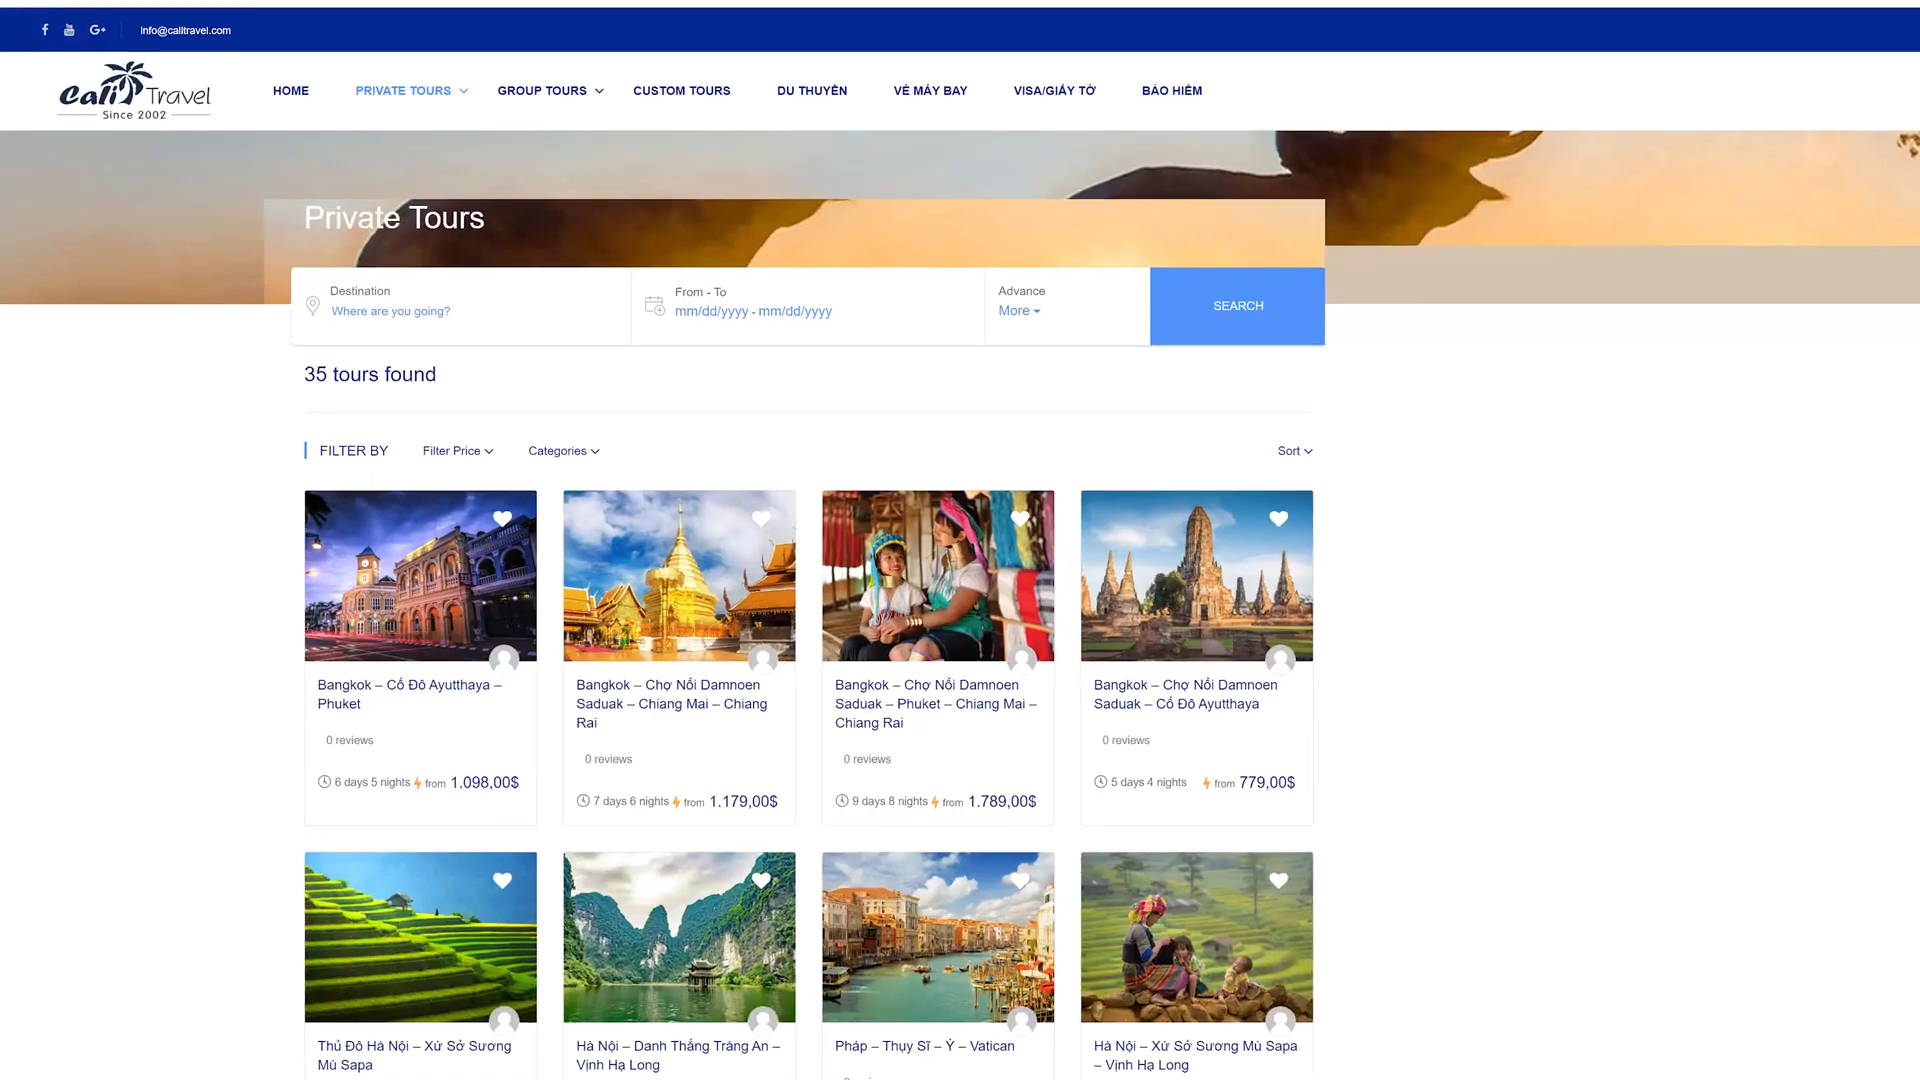 info@calitravel.com
Cali Travel
Since 2002
HOME
PRIVATE TOURS
GROUP TOURS
CUSTOM TOURS
DU THUYỀN
VÉ MÁY BAY
VISA/GIẤY TỜ
BẢO HIỂM
Private Tours
Destination
Where are you going?
From - To
mm/dd/yyyy - mm/dd/yyyy
Advance
More
SEARCH
35 tours found
FILTER BY
Filter Price
Categories
Sort
Bangkok – Cố Đô Ayutthaya –
Phuket
0 reviews
6 days 5 nights from 1.098,00$
Bangkok – Chợ Nổi Damnoen
Saduak – Chiang Mai – Chiang
Rai
0 reviews
7 days 6 nights from 1.179,00$
Bangkok – Chợ Nổi Damnoen
Saduak – Phuket – Chiang Mai –
Chiang Rai
0 reviews
9 days 8 nights from 1.789,00$
Bangkok – Chợ Nổi Damnoen
Saduak – Cố Đô Ayutthaya
0 reviews
5 days 4 nights from 779,00$
Thủ Đô Hà Nội – Xứ Sở Sương
Mù Sapa
Hà Nội – Danh Thắng Tràng An –
Vịnh Hạ Long
Pháp – Thụy Sĩ – Ý – Vatican
Hà Nội – Xứ Sở Sương Mù Sapa
– Vịnh Hạ Long